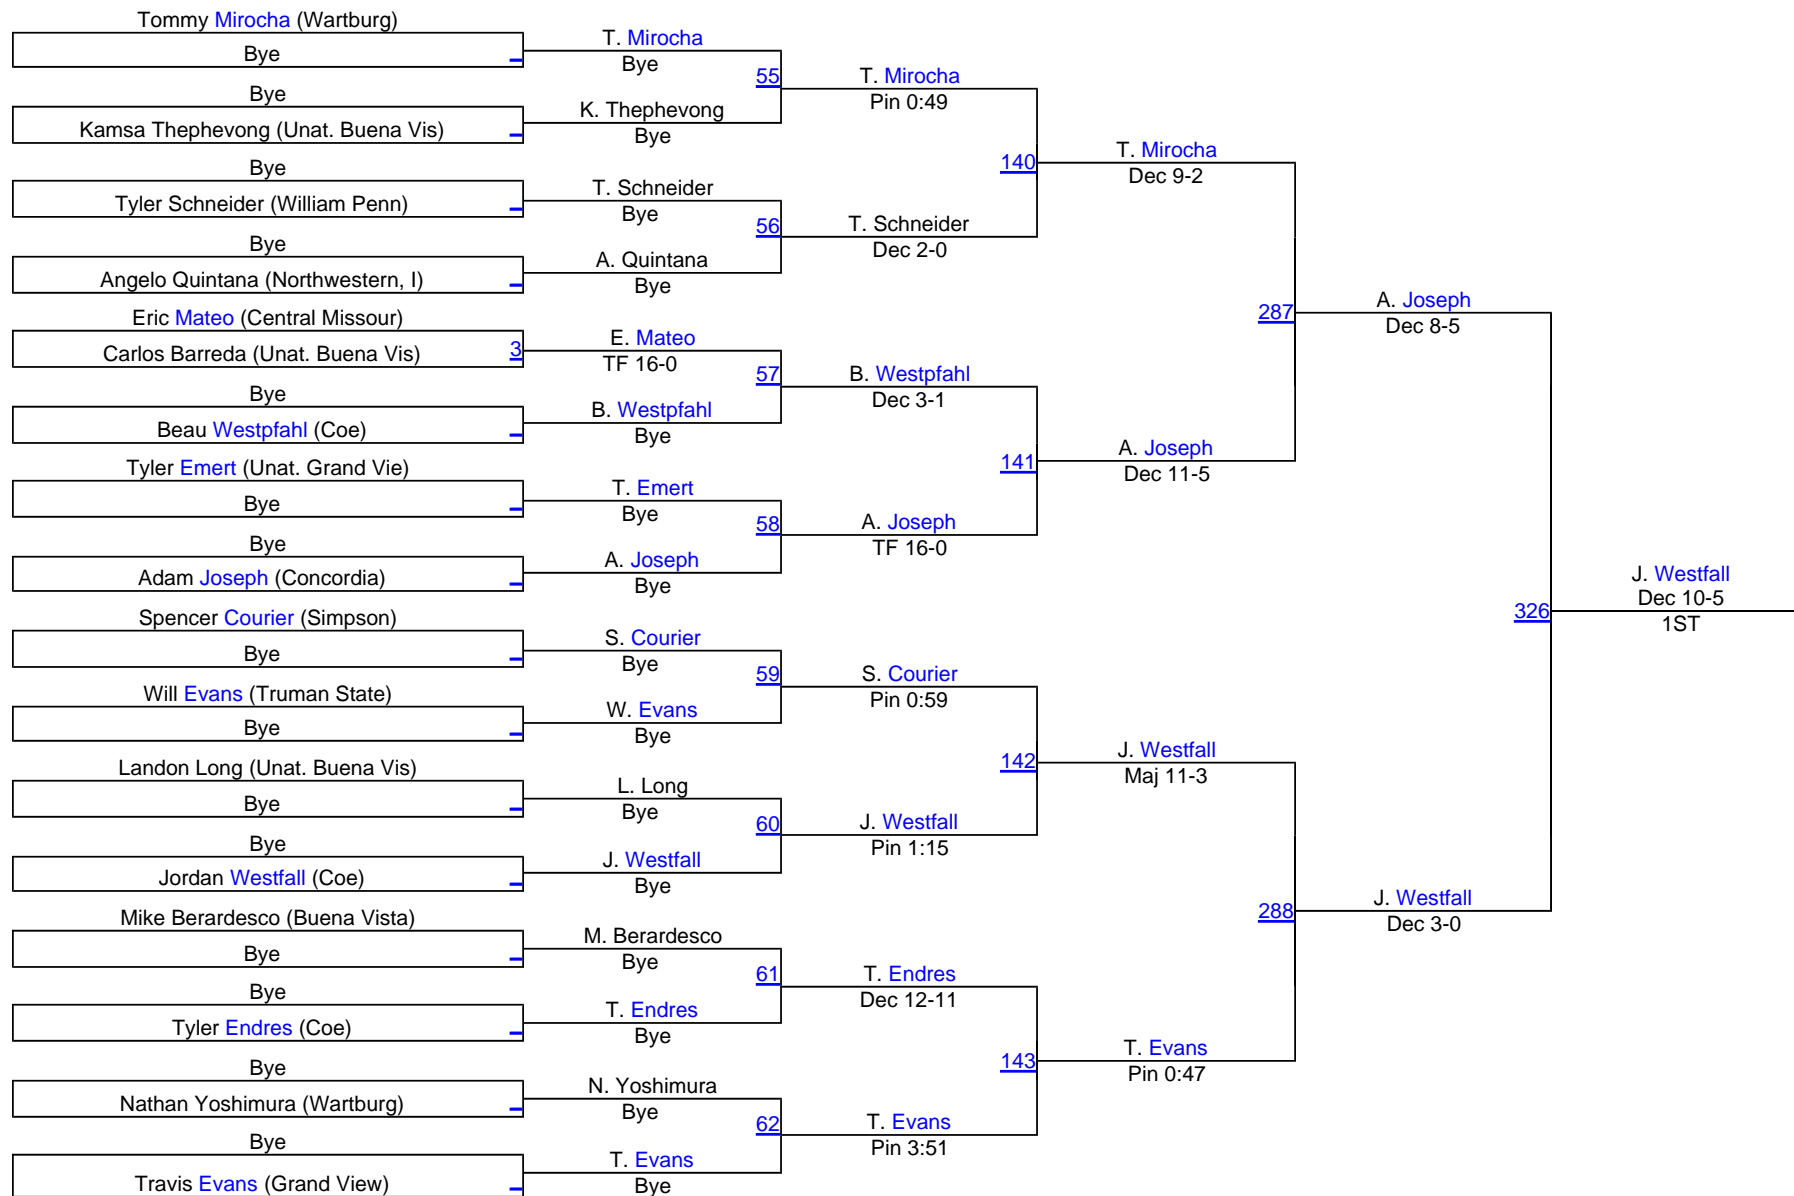 Tommy Mirocha (Wartburg)
Bye
Bye
Kamsa Thephevong (Unat. Buena Vis)
Bye
Tyler Schneider (William Penn)
Bye
Angelo Quintana (Northwestern, I)
Eric Mateo (Central Missour)
Carlos Barreda (Unat. Buena Vis) 3
Bye
Beau Westpfahl (Coe)
Tyler Emert (Unat. Grand Vie)
Bye
Bye
Adam Joseph (Concordia)
Spencer Courier (Simpson)
Bye
Will Evans (Truman State)
Bye
Landon Long (Unat. Buena Vis)
Bye
Bye
Jordan Westfall (Coe)
Mike Berardesco (Buena Vista)
Bye
Bye
Tyler Endres (Coe)
Bye
Nathan Yoshimura (Wartburg)
Bye
Travis Evans (Grand View)
T. Mirocha
Bye
55
K. Thephevong
Bye
T. Schneider
Bye
56
A. Quintana
Bye
E. Mateo
TF 16-0
57
B. Westpfahl
Bye
T. Emert
Bye
58
A. Joseph
Bye
S. Courier
Bye
59
W. Evans
Bye
L. Long
Bye
60
J. Westfall
Bye
M. Berardesco
Bye
61
T. Endres
Bye
N. Yoshimura
Bye
62
T. Evans
Bye
T. Mirocha
Pin 0:49
140
T. Schneider
Dec 2-0
B. Westpfahl
Dec 3-1
141
A. Joseph
TF 16-0
S. Courier
Pin 0:59
142
J. Westfall
Pin 1:15
T. Endres
Dec 12-11
143
T. Evans
Pin 3:51
T. Mirocha
Dec 9-2
287
A. Joseph
Dec 11-5
J. Westfall
Maj 11-3
288
T. Evans
Pin 0:47
A. Joseph
Dec 8-5
326
J. Westfall
Dec 3-0
J. Westfall
Dec 10-5
1ST